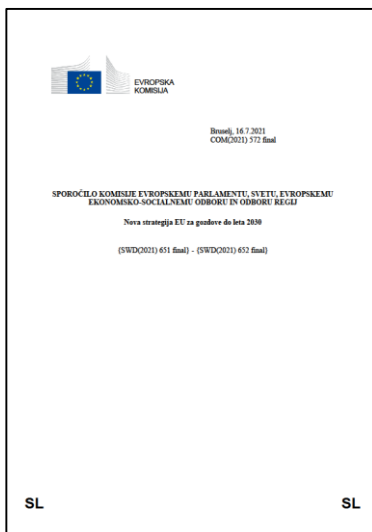 EVROPSKA
KOMISIJA
Bruselj, 16.7.2021
COM(2021) 572 final
SPOROČILO KOMISIJE EVROPSKEMU PARLAMENTU, SVETU, EVROPSKEMU
EKONOMSKO-SOCIALNEMU ODBORU IN ODBORU REGIJ
Nova strategija EU za gozdove do leta 2030
{SWD(2021) 651 final} - {SWD(2021) 652 final}
SL SL